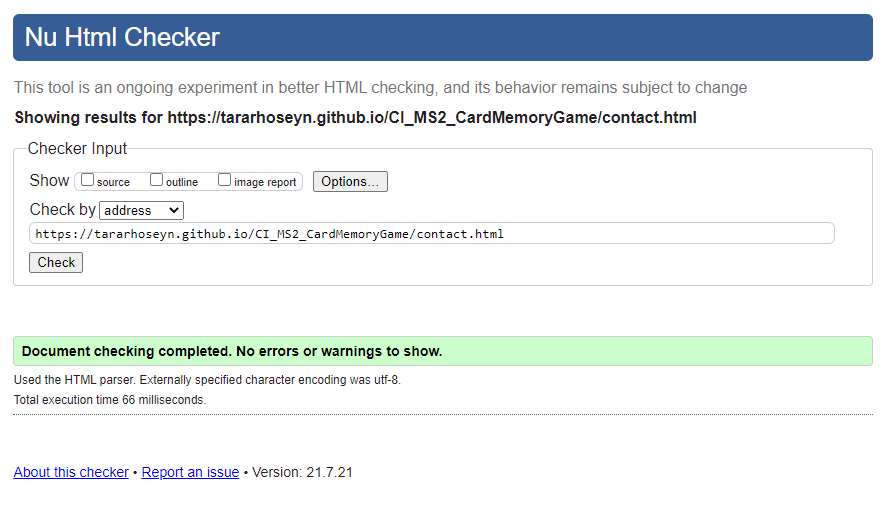 Nu Html Checker
This tool is an ongoing experiment in better HTML checking, and its behavior remains subject to change
Showing results for https://tararhoseyn.github.io/CI_MS2_CardMemoryGame/contact.html
Checker Input
Show source outline image report Options...
Check by address
https://tararhoseyn.github.io/CI_MS2_CardMemoryGame/contact.html
Check
Document checking completed. No errors or warnings to show.
Used the HTML parser. Externally specified character encoding was utf-8.
Total execution time 66 milliseconds.
About this checker • Report an issue • Version: 21.7.21